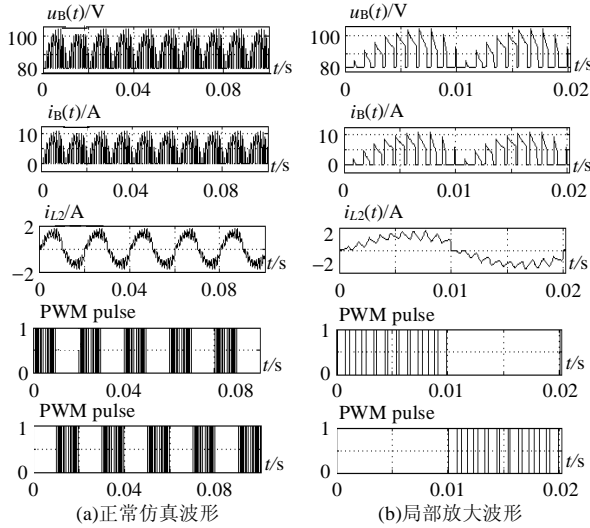 u_B(t)/V
100
80
0
0.04
0.08
t/s
i_B(t)/A
10
0
0
0.04
0.08
t/s
i_L2/A
2
−2
0
0.04
0.08
t/s
PWM pulse
1
0
0
0.04
0.08
t/s
PWM pulse
1
0
0
0.04
0.08
t/s
(a)正常仿真波形
u_B(t)/V
100
80
0
0.01
0.02
t/s
i_B(t)/A
10
0
0
0.01
0.02
t/s
i_L2(t)/A
2
−2
0
0.01
0.02
t/s
PWM pulse
1
0
0
0.01
0.02
t/s
PWM pulse
1
0
0
0.01
0.02
t/s
(b)局部放大波形